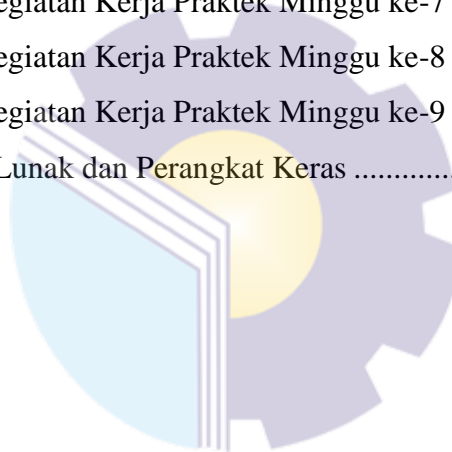 egiatan Kerja Praktek Minggu ke-7
egiatan Kerja Praktek Minggu ke-8
egiatan Kerja Praktek Minggu ke-9
Lunak dan Perangkat Keras .............